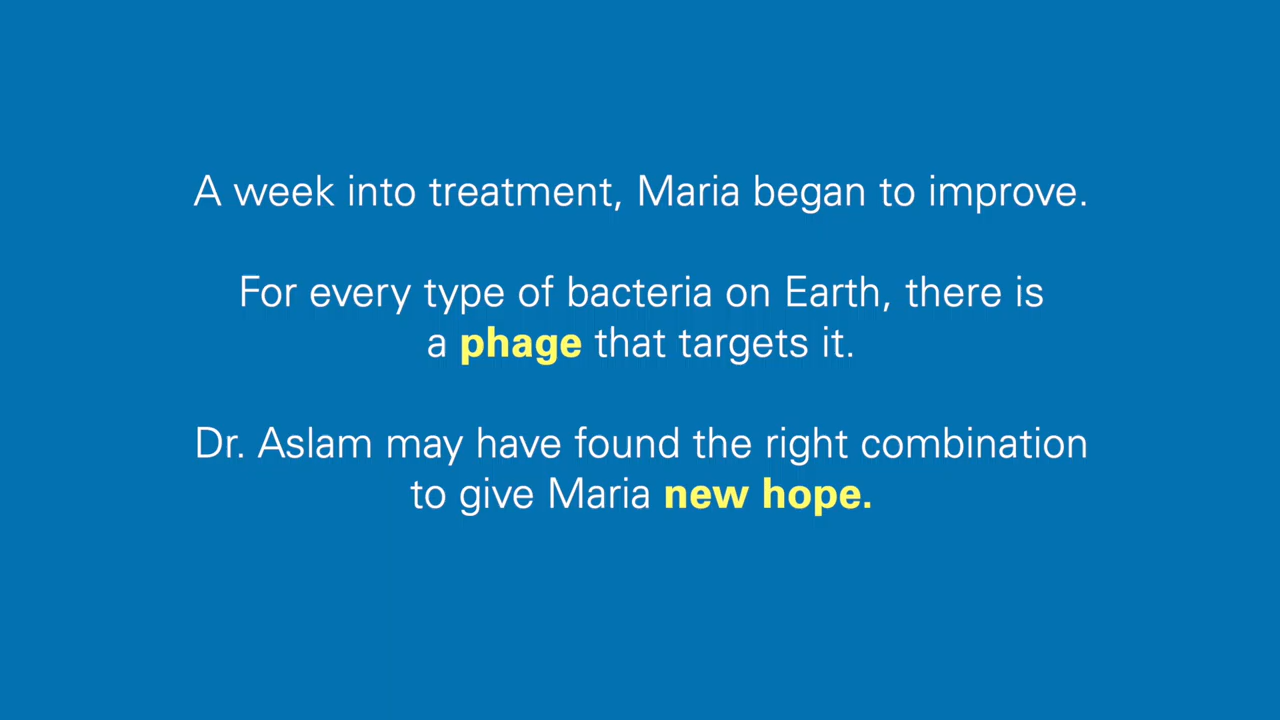 A week into treatment, Maria began to improve.
For every type of bacteria on Earth, there is
a phage that targets it.
Dr. Aslam may have found the right combination
to give Maria new hope.